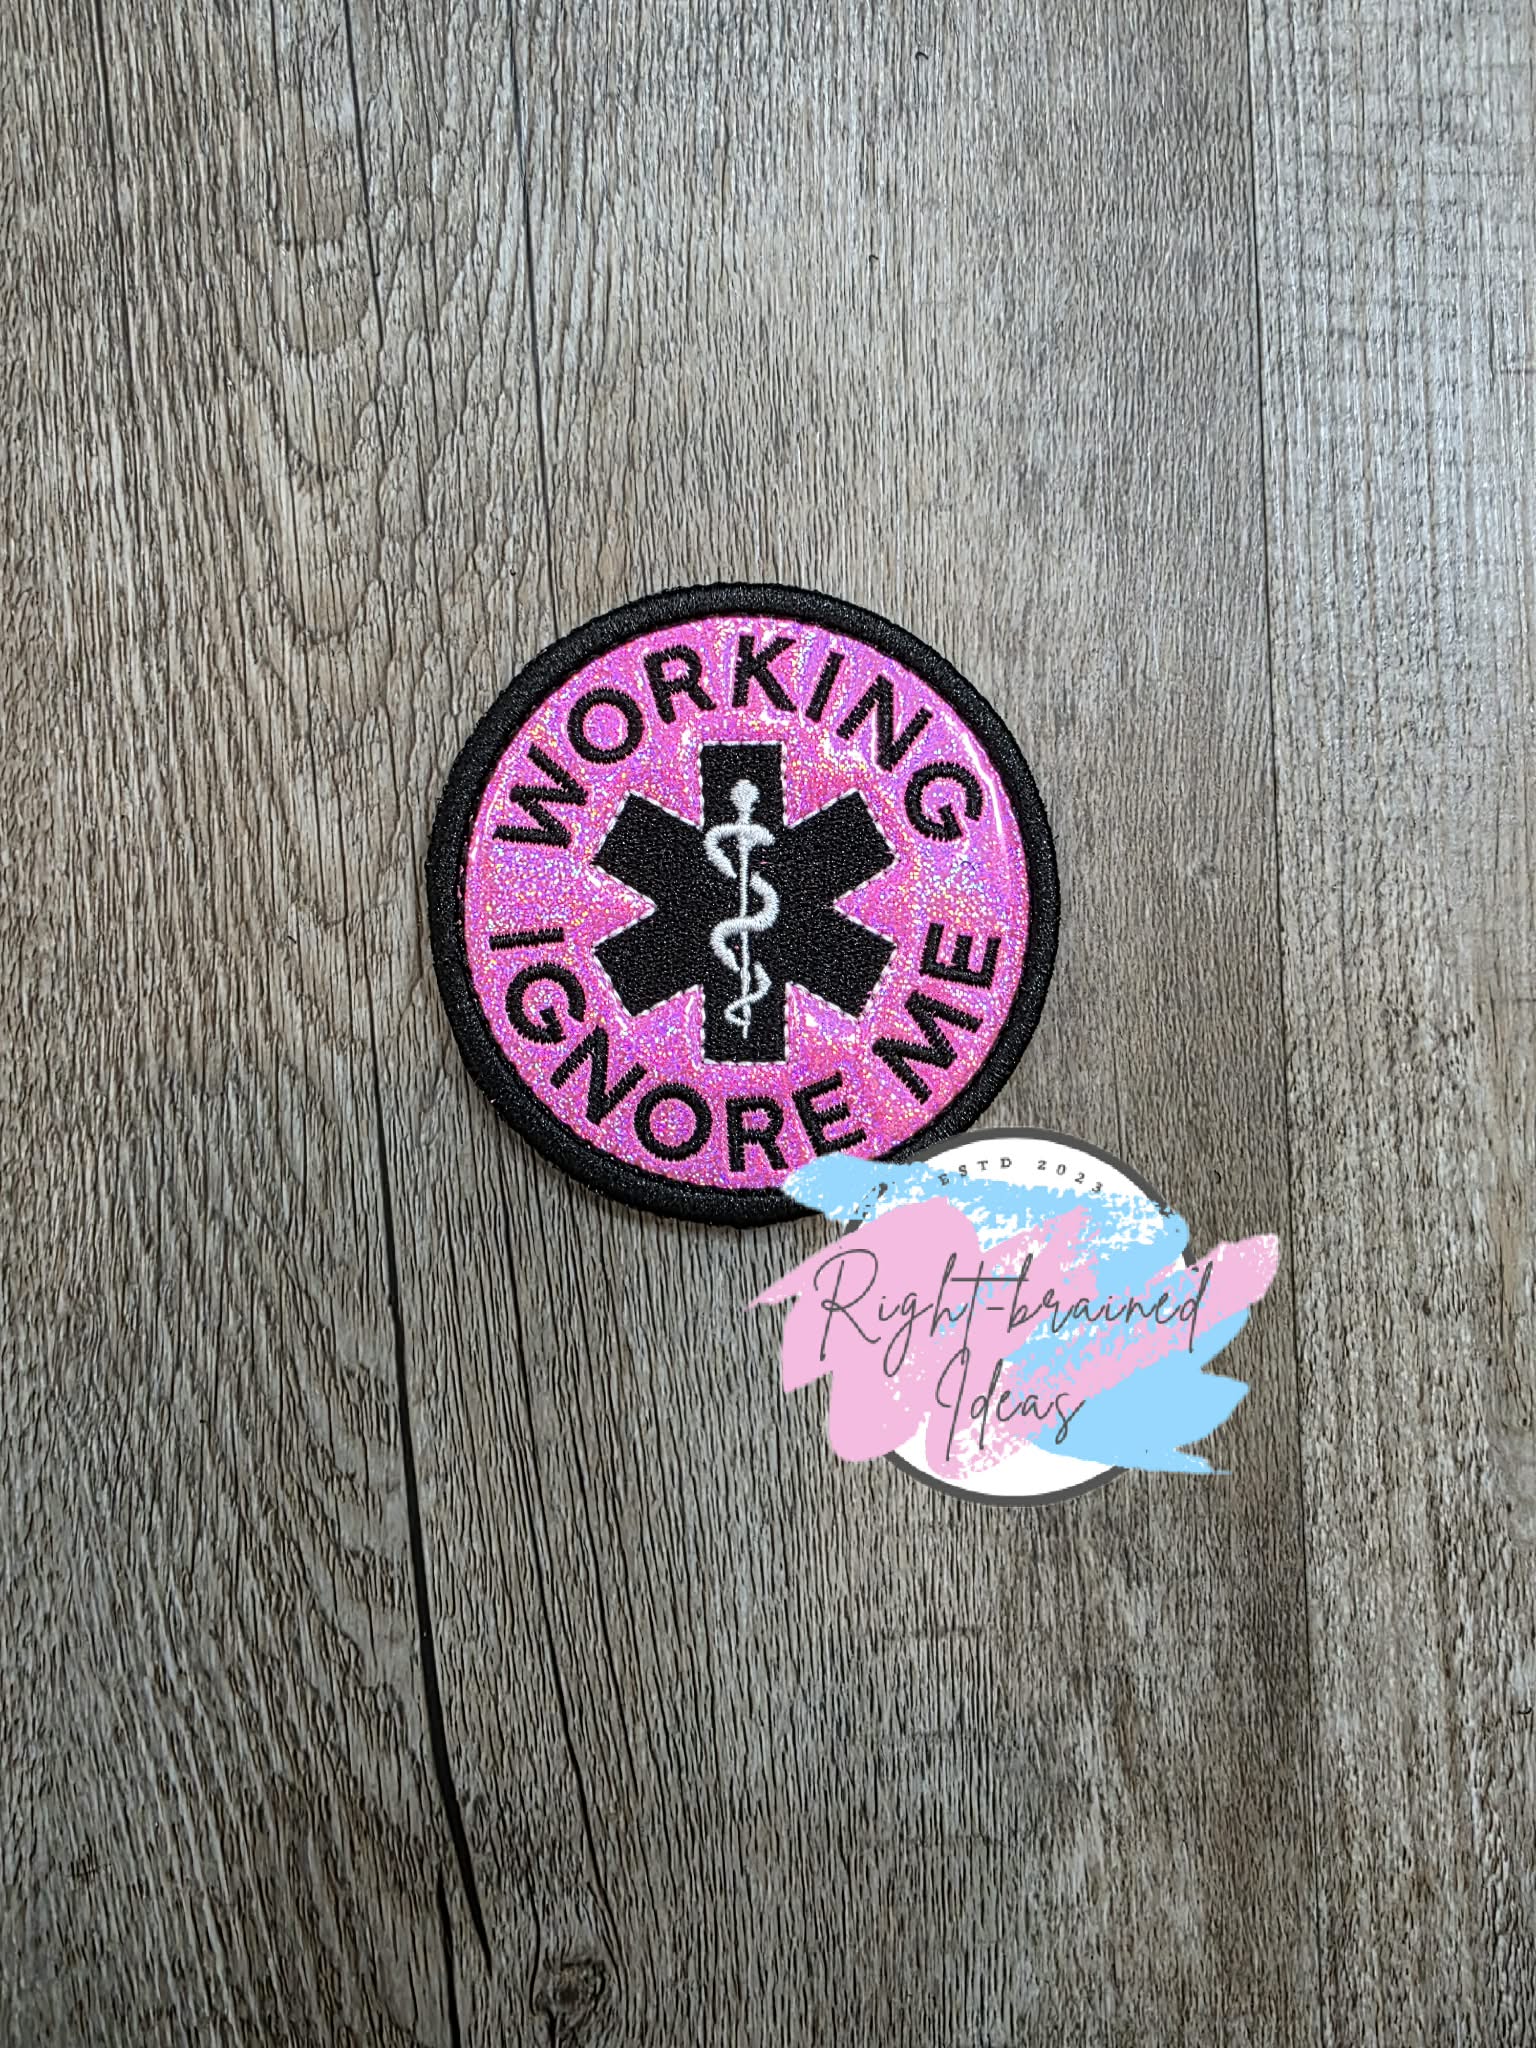 WORKING
IGNORE ME
ESTD 2023
Right-brained
Ideas